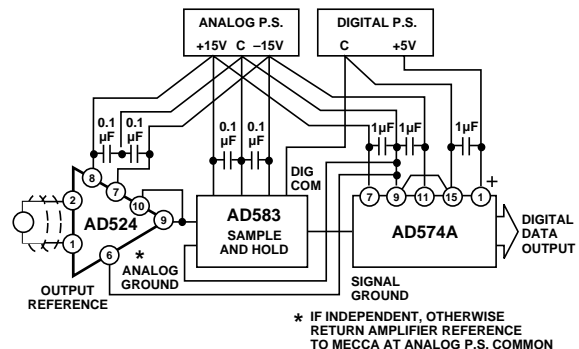 ANALOG P.S.
+15V C –15V
DIGITAL P.S.
C +5V
0.1
µF
0.1
µF
0.1
µF
0.1
µF
1µF
1µF
1µF
+
DIG
COM
8
7
10
9
2
1
6
AD524
AD583
SAMPLE
AND HOLD
7
9
11
15
1
AD574A
DIGITAL
DATA
OUTPUT
*
ANALOG
GROUND
OUTPUT
REFERENCE
SIGNAL
GROUND
* IF INDEPENDENT, OTHERWISE
RETURN AMPLIFIER REFERENCE
TO MECCA AT ANALOG P.S. COMMON